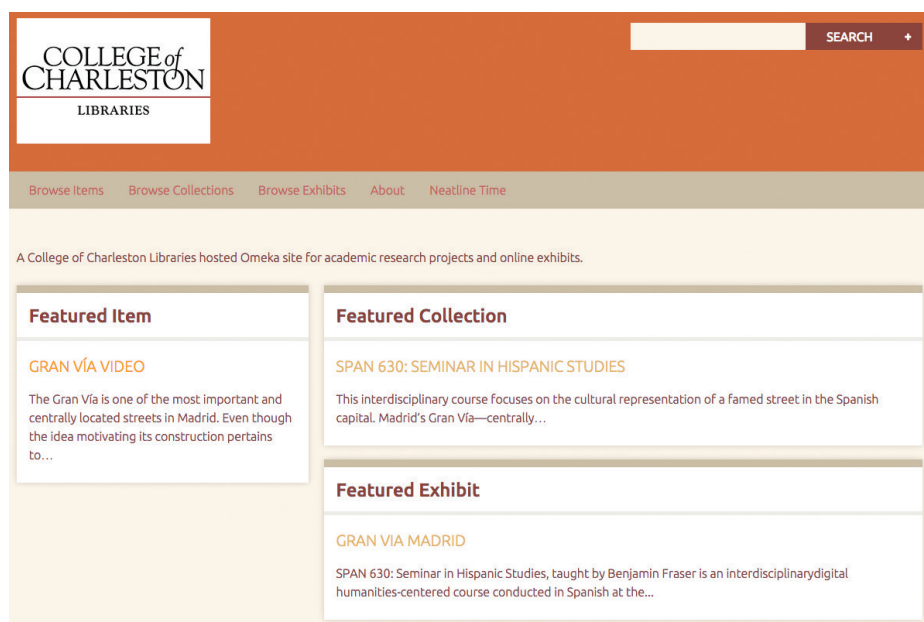 COLLEGE of
CHARLESTON
LIBRARIES
SEARCH +
Browse Items Browse Collections Browse Exhibits About Neatline Time
A College of Charleston Libraries hosted Omeka site for academic research projects and online exhibits.
Featured Item
GRAN VÍA VIDEO
The Gran Vía is one of the most important and
centrally located streets in Madrid. Even though
the idea motivating its construction pertains
to...
Featured Collection
SPAN 630: SEMINAR IN HISPANIC STUDIES
This interdisciplinary course focuses on the cultural representation of a famed street in the Spanish
capital. Madrid's Gran Vía—centrally...
Featured Exhibit
GRAN VIA MADRID
SPAN 630: Seminar in Hispanic Studies, taught by Benjamin Fraser is an interdisciplinarydigital
humanities-centered course conducted in Spanish at the...